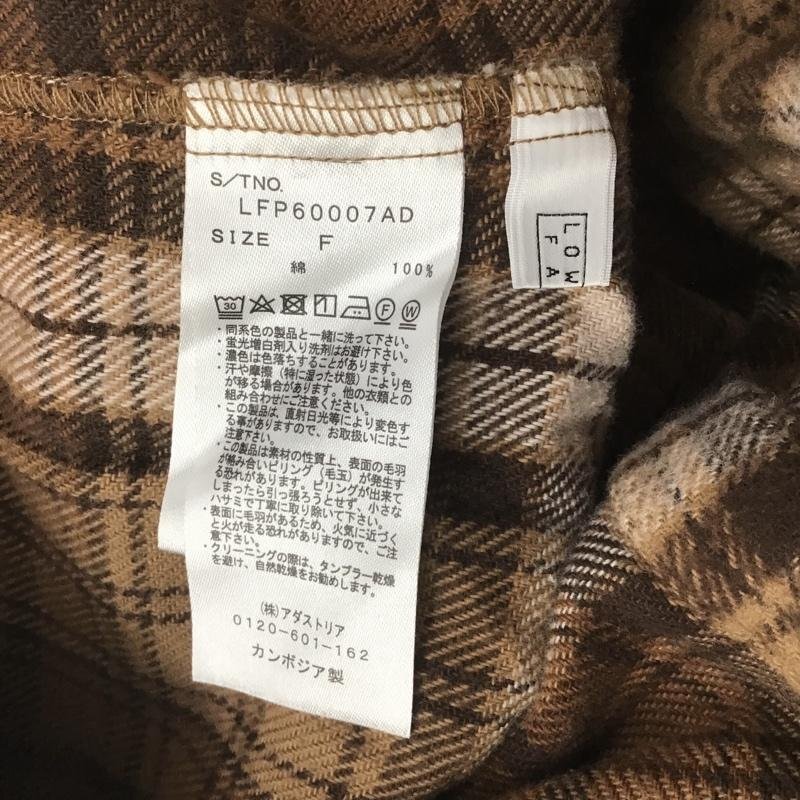 S/TNO.
LFP60007AD
SIZE F
綿 100%
30 F W
・同系色の製品と一緒に洗って下さい。
・蛍光増白剤入り洗剤はお避け下さい。
・濃色は色落ちすることがあります。
・汗や摩擦（特に湿った状態）により色
が移る場合があります。他の衣類との
組み合わせにご注意ください。
・この製品は、直射日光等により変色す
る事がありますので、お取扱いにはご
注意下さい。
・この製品は素材の性質上、表面の毛羽
が絡み合いピリング（毛玉）が発生す
る恐れがあります。ピリングが出来て
しまったら引っ張ろうとせず、小さな
ハサミで丁寧に取り除いて下さい。
・表面に毛羽があるため、火気に近づく
と火が走る恐れがありますので、ご注
意下さい。
・クリーニングの際は、タンブラー乾燥
を避け、自然乾燥をお勧めします。
(株)アダストリア
0120-601-162
カンボジア製
LOW
FA